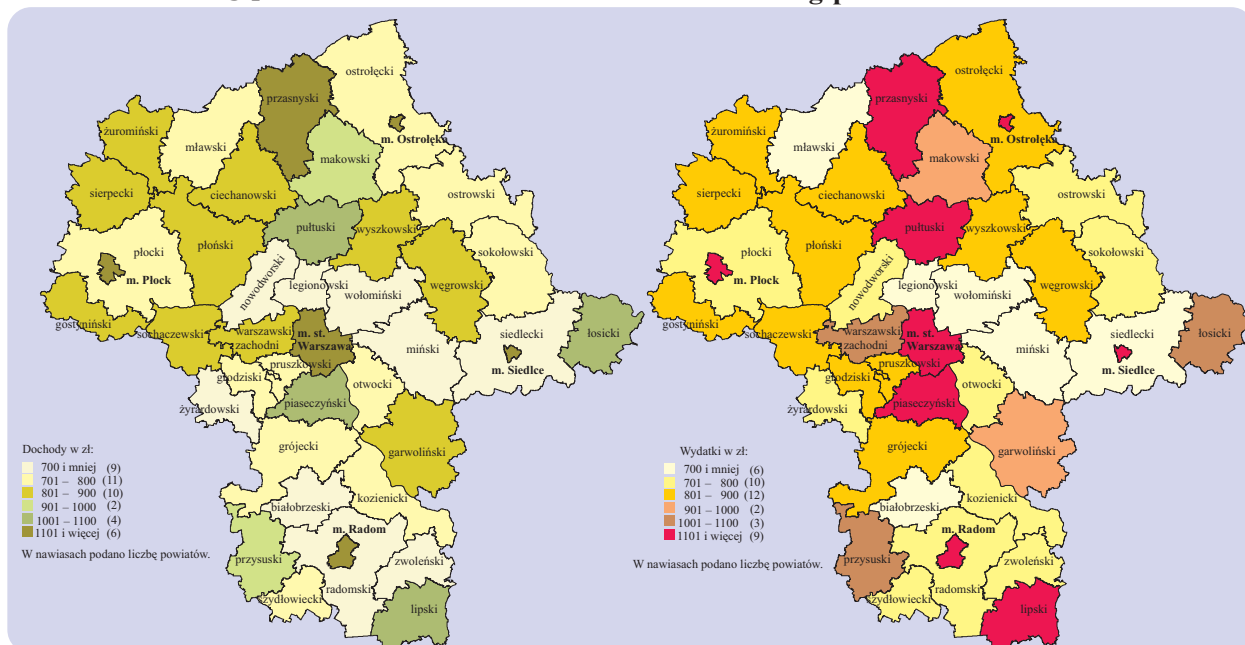 ostrołęcki
przasnyski
m. Ostrołęka
żuromiński
mławski
makowski
sierpecki
ciechanowski
ostrowski
pułtuski
wyszkowski
płocki
płoński
sokołowski
m. Płock
nowodworski
legionowski
wołomiński
węgrowski
gostyniński
sochaczewski
warszawski
zachodni
m. st.
Warszawa
siedlecki
łosicki
miński
m. Siedlce
pruszkowski
grodziski
otwocki
żyrardowski
piaseczyński
grójecki
garwoliński
kozienicki
białobrzeski
m. Radom
przysuski
zwoleński
radomski
szydłowiecki
lipski
Dochody w zł:
700 i mniej (9)
701 – 800 (11)
801 – 900 (10)
901 – 1000 (2)
1001 – 1100 (4)
1101 i więcej (6)
W nawiasach podano liczbę powiatów.
ostrołęcki
przasnyski
m. Ostrołęka
żuromiński
mławski
makowski
sierpecki
ciechanowski
ostrowski
pułtuski
wyszkowski
płocki
płoński
sokołowski
m. Płock
nowodworski
legionowski
wołomiński
węgrowski
gostyniński
sochaczewski
warszawski
zachodni
m. st.
Warszawa
siedlecki
łosicki
miński
m. Siedlce
pruszkowski
grodziski
otwocki
żyrardowski
piaseczyński
grójecki
garwoliński
kozienicki
białobrzeski
m. Radom
przysuski
zwoleński
radomski
szydłowiecki
lipski
Wydatki w zł:
700 i mniej (6)
701 – 800 (10)
801 – 900 (12)
901 – 1000 (2)
1001 – 1100 (3)
1101 i więcej (9)
W nawiasach podano liczbę powiatów.